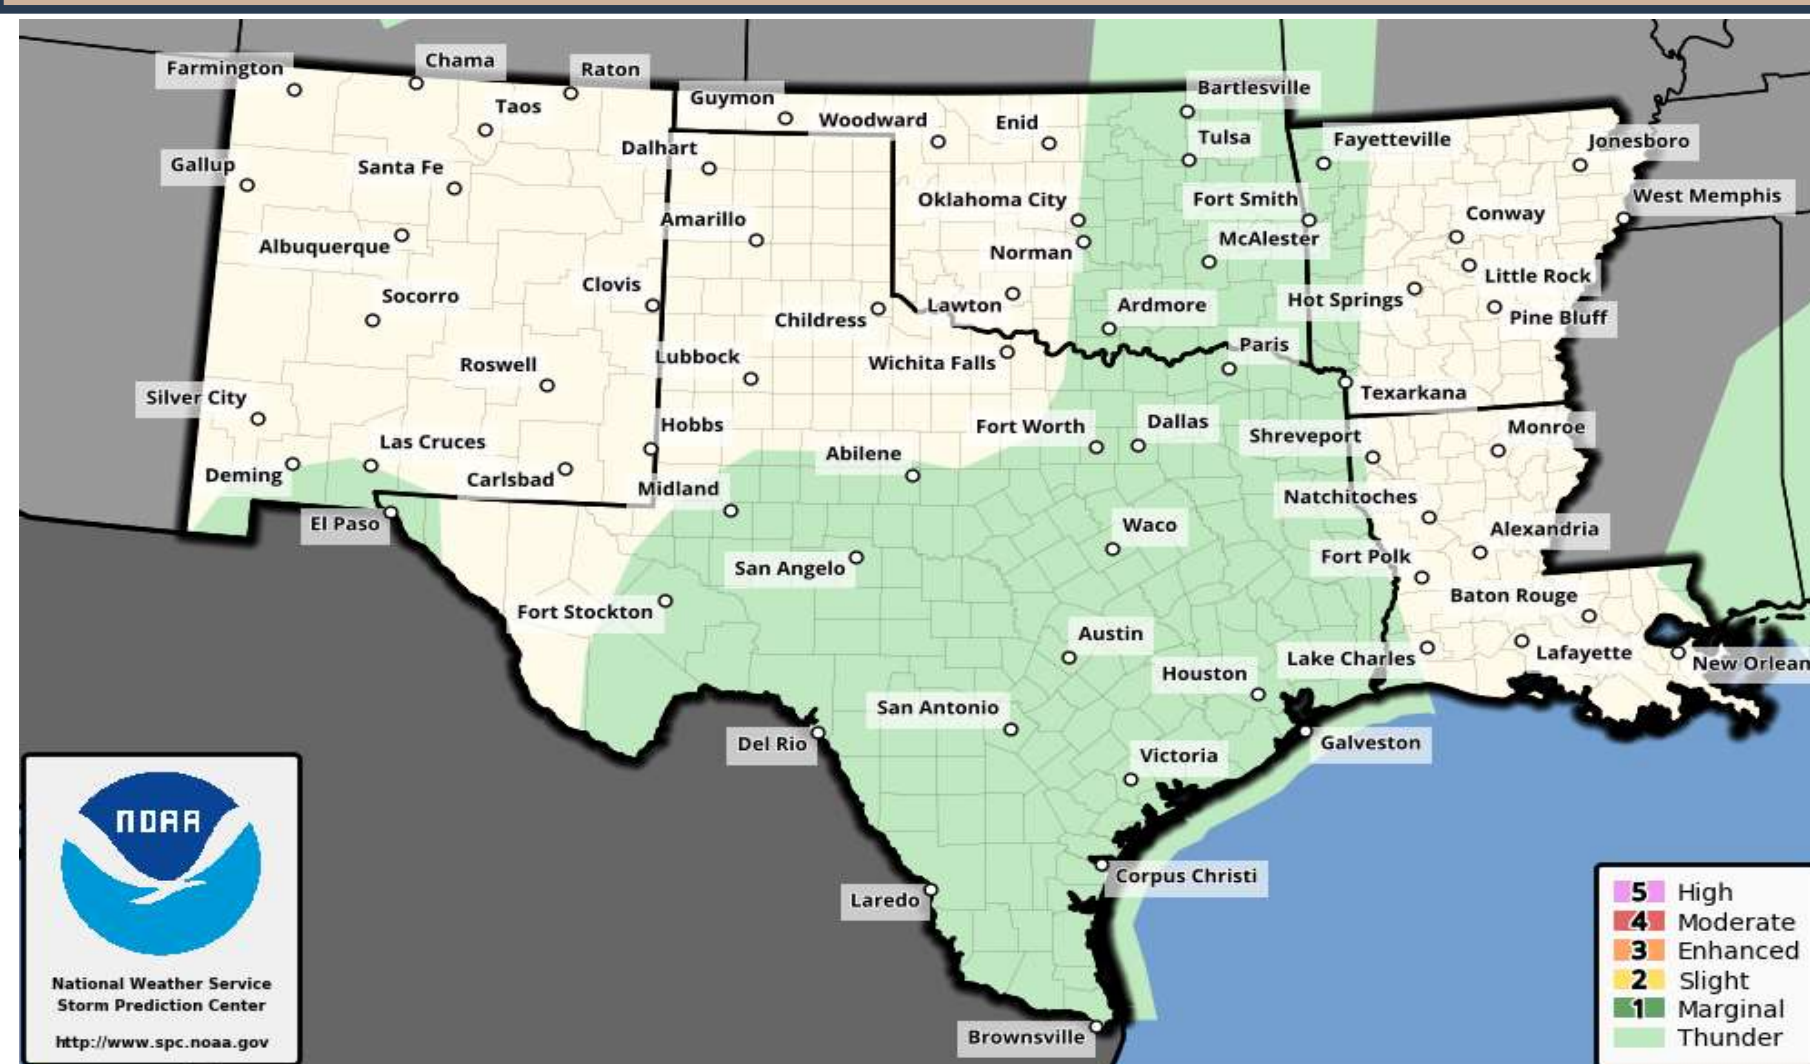 Farmington
Chama
Raton
Taos
Guymon
Woodward
Enid
Bartlesville
Tulsa
Fayetteville
Jonesboro
Gallup
Santa Fe
Dalhart
Oklahoma City
Fort Smith
West Memphis
Albuquerque
Amarillo
Norman
McAlester
Conway
Socorro
Clovis
Childress
Lawton
Ardmore
Hot Springs
Little Rock
Pine Bluff
Roswell
Lubbock
Wichita Falls
Paris
Texarkana
Silver City
Las Cruces
Hobbs
Abilene
Fort Worth
Dallas
Shreveport
Monroe
Deming
Carlsbad
Midland
Natchitoches
El Paso
Waco
Alexandria
San Angelo
Fort Polk
Fort Stockton
Baton Rouge
Austin
Houston
Lake Charles
Lafayette
New Orlean
San Antonio
Del Rio
Victoria
Galveston
Laredo
Corpus Christi
Brownsville
NOAA
National Weather Service
Storm Prediction Center
http://www.spc.noaa.gov
5 High
4 Moderate
3 Enhanced
2 Slight
1 Marginal
Thunder